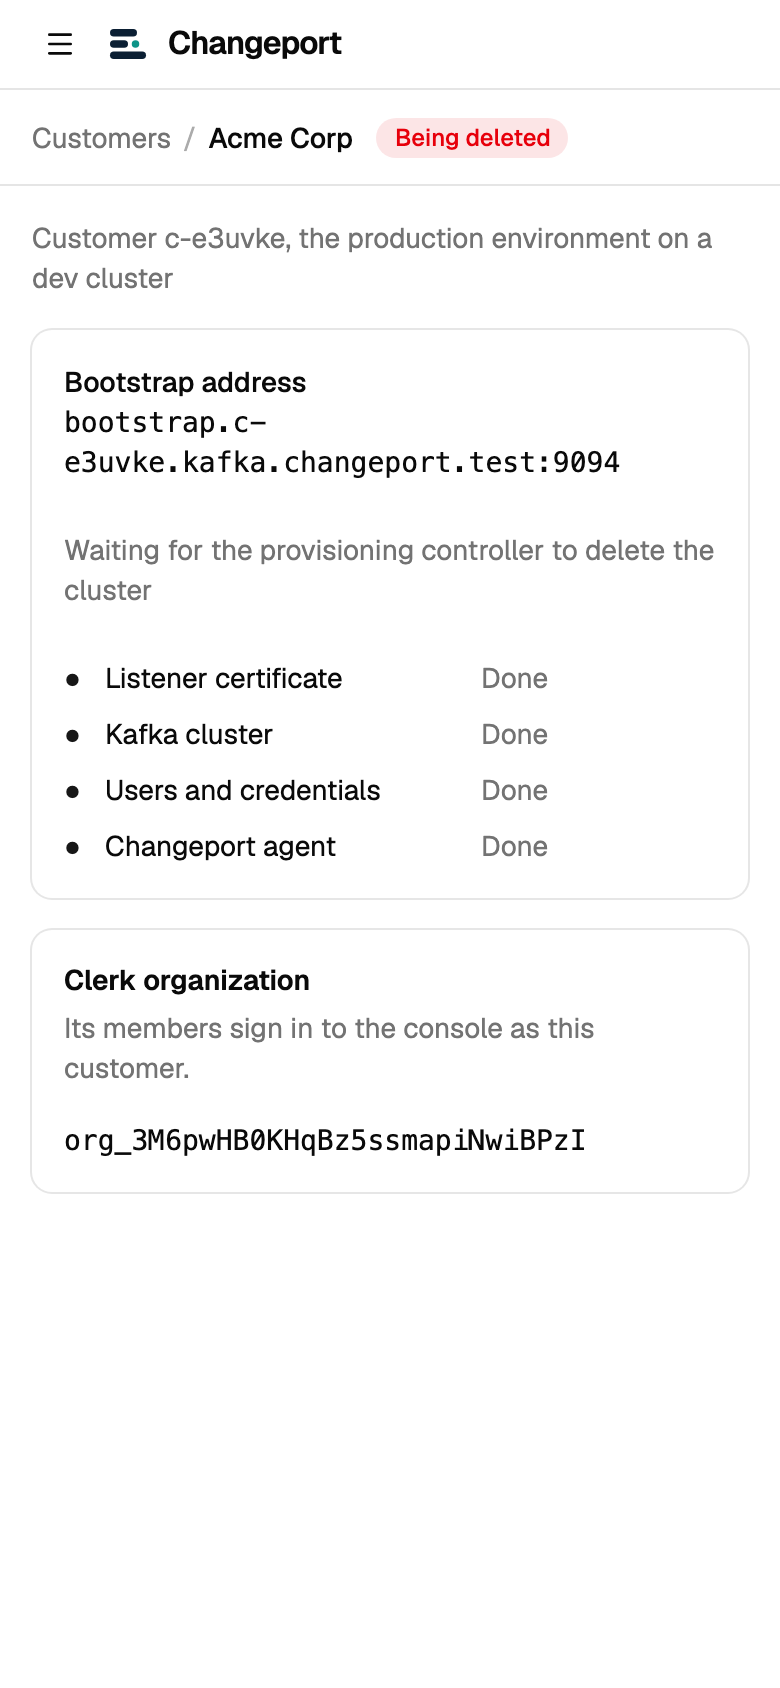 Changeport
Customers / Acme Corp Being deleted
Customer c-e3uvke, the production environment on a
dev cluster
Bootstrap address
bootstrap.c-
e3uvke.kafka.changeport.test:9094
Waiting for the provisioning controller to delete the
cluster
Listener certificate Done
Kafka cluster Done
Users and credentials Done
Changeport agent Done
Clerk organization
Its members sign in to the console as this
customer.
org_3M6pwHB0KHqBz5ssmapiNwiBPzI